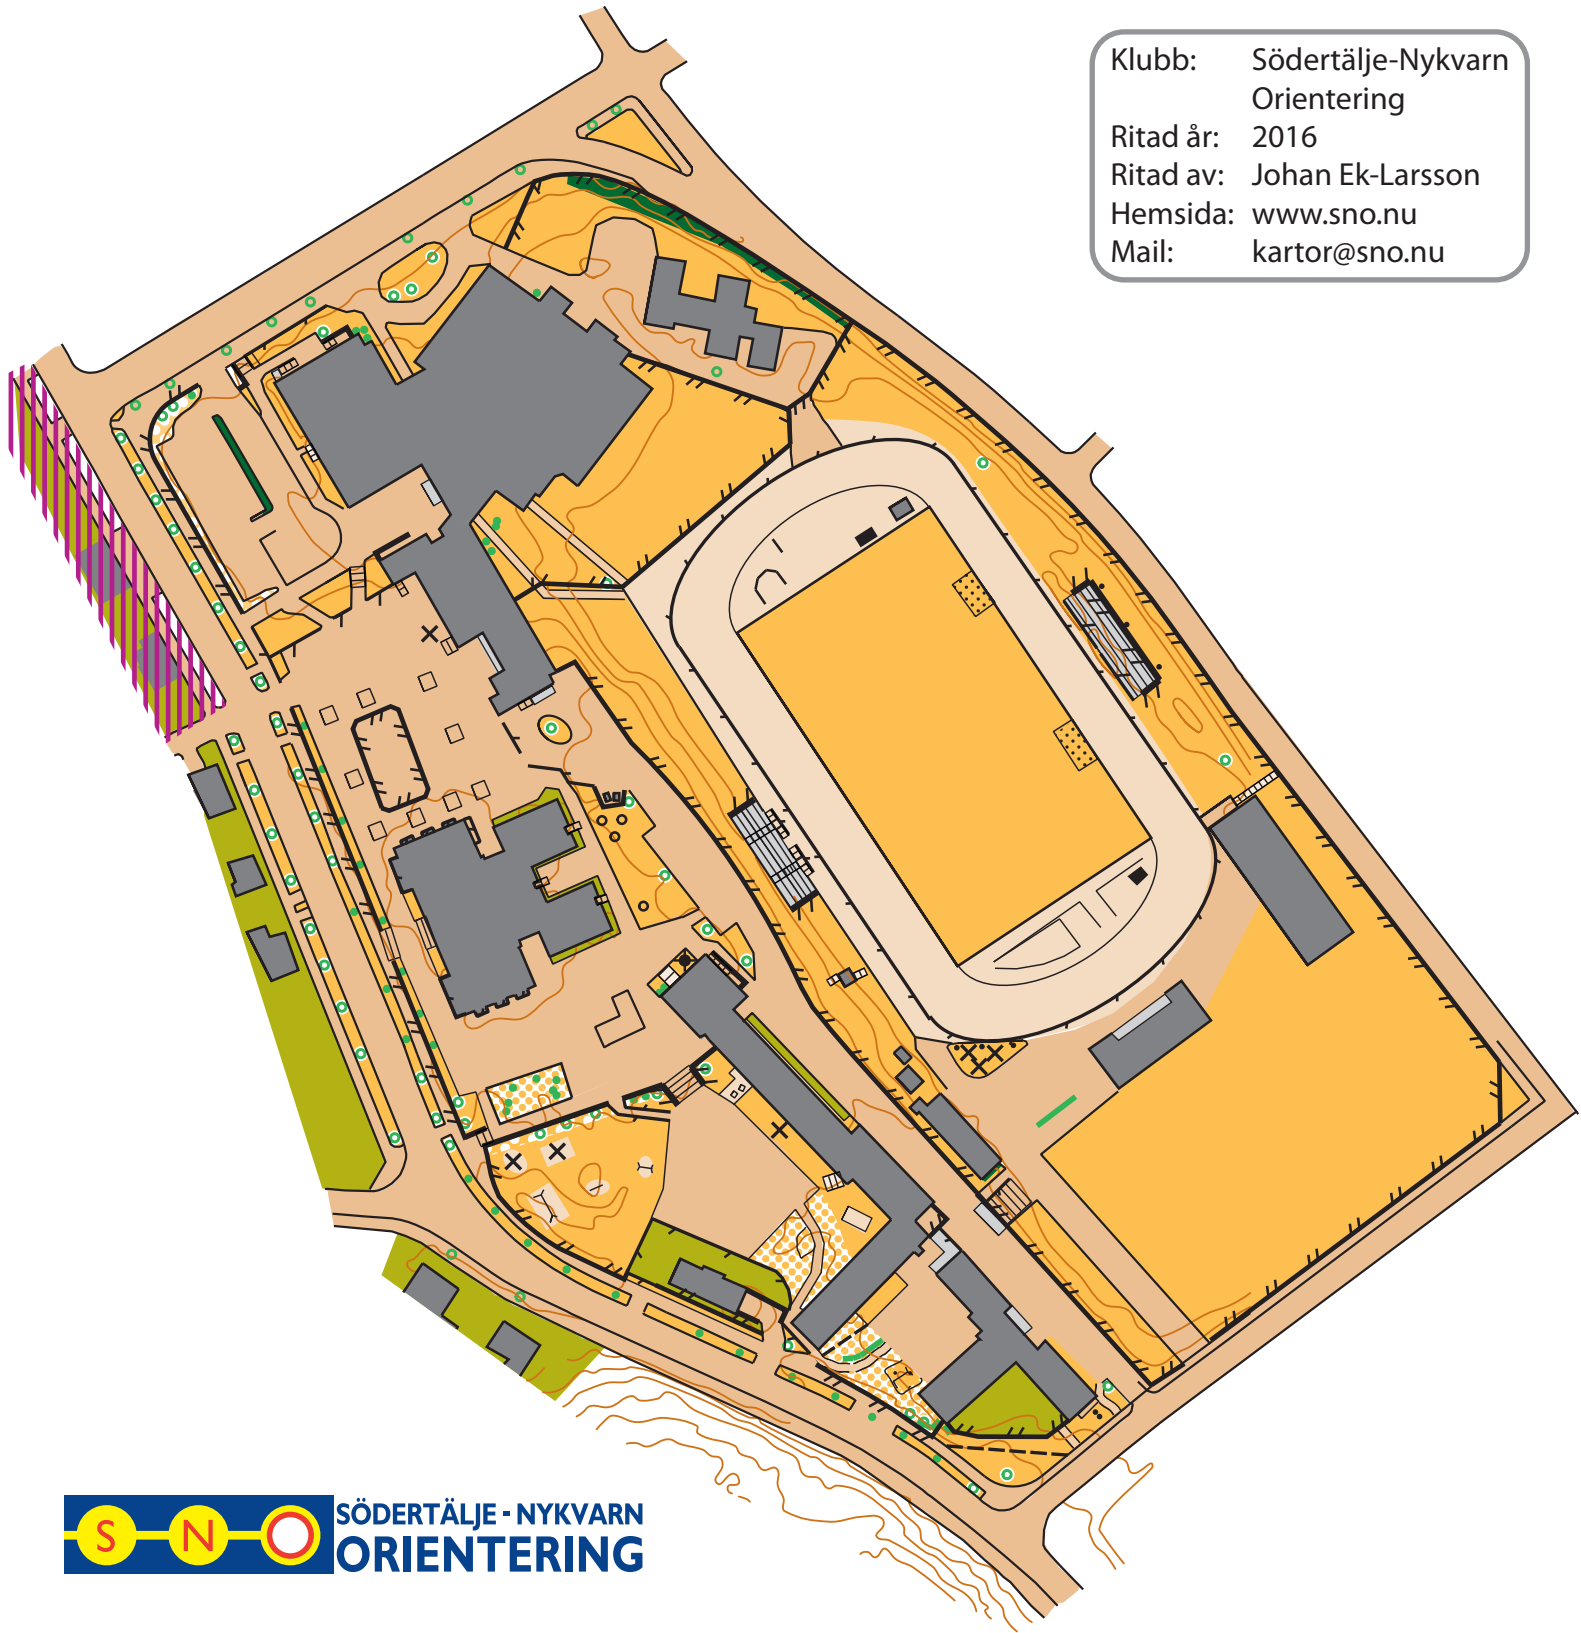 Klubb: Södertälje-Nykvarn
Orientering
Ritad år: 2016
Ritad av: Johan Ek-Larsson
Hemsida: www.sno.nu
Mail: kartor@sno.nu
S N O
SÖDERTÄLJE - NYKVARN
ORIENTERING